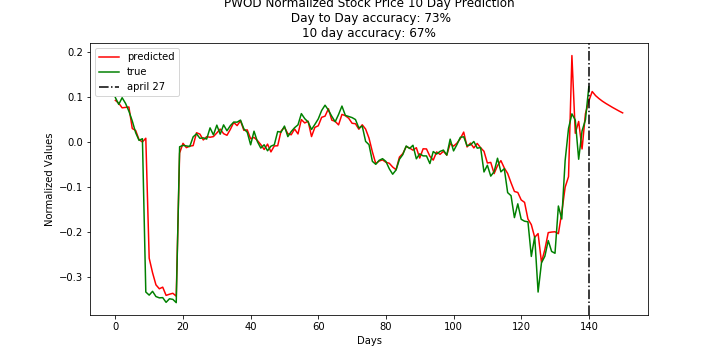 PWOD Normalized Stock Price 10 Day Prediction
Day to Day accuracy: 73%
10 day accuracy: 67%
predicted
true
april 27
Normalized Values
0.2
0.1
0.0
−0.1
−0.2
−0.3
0 20 40 60 80 100 120 140
Days